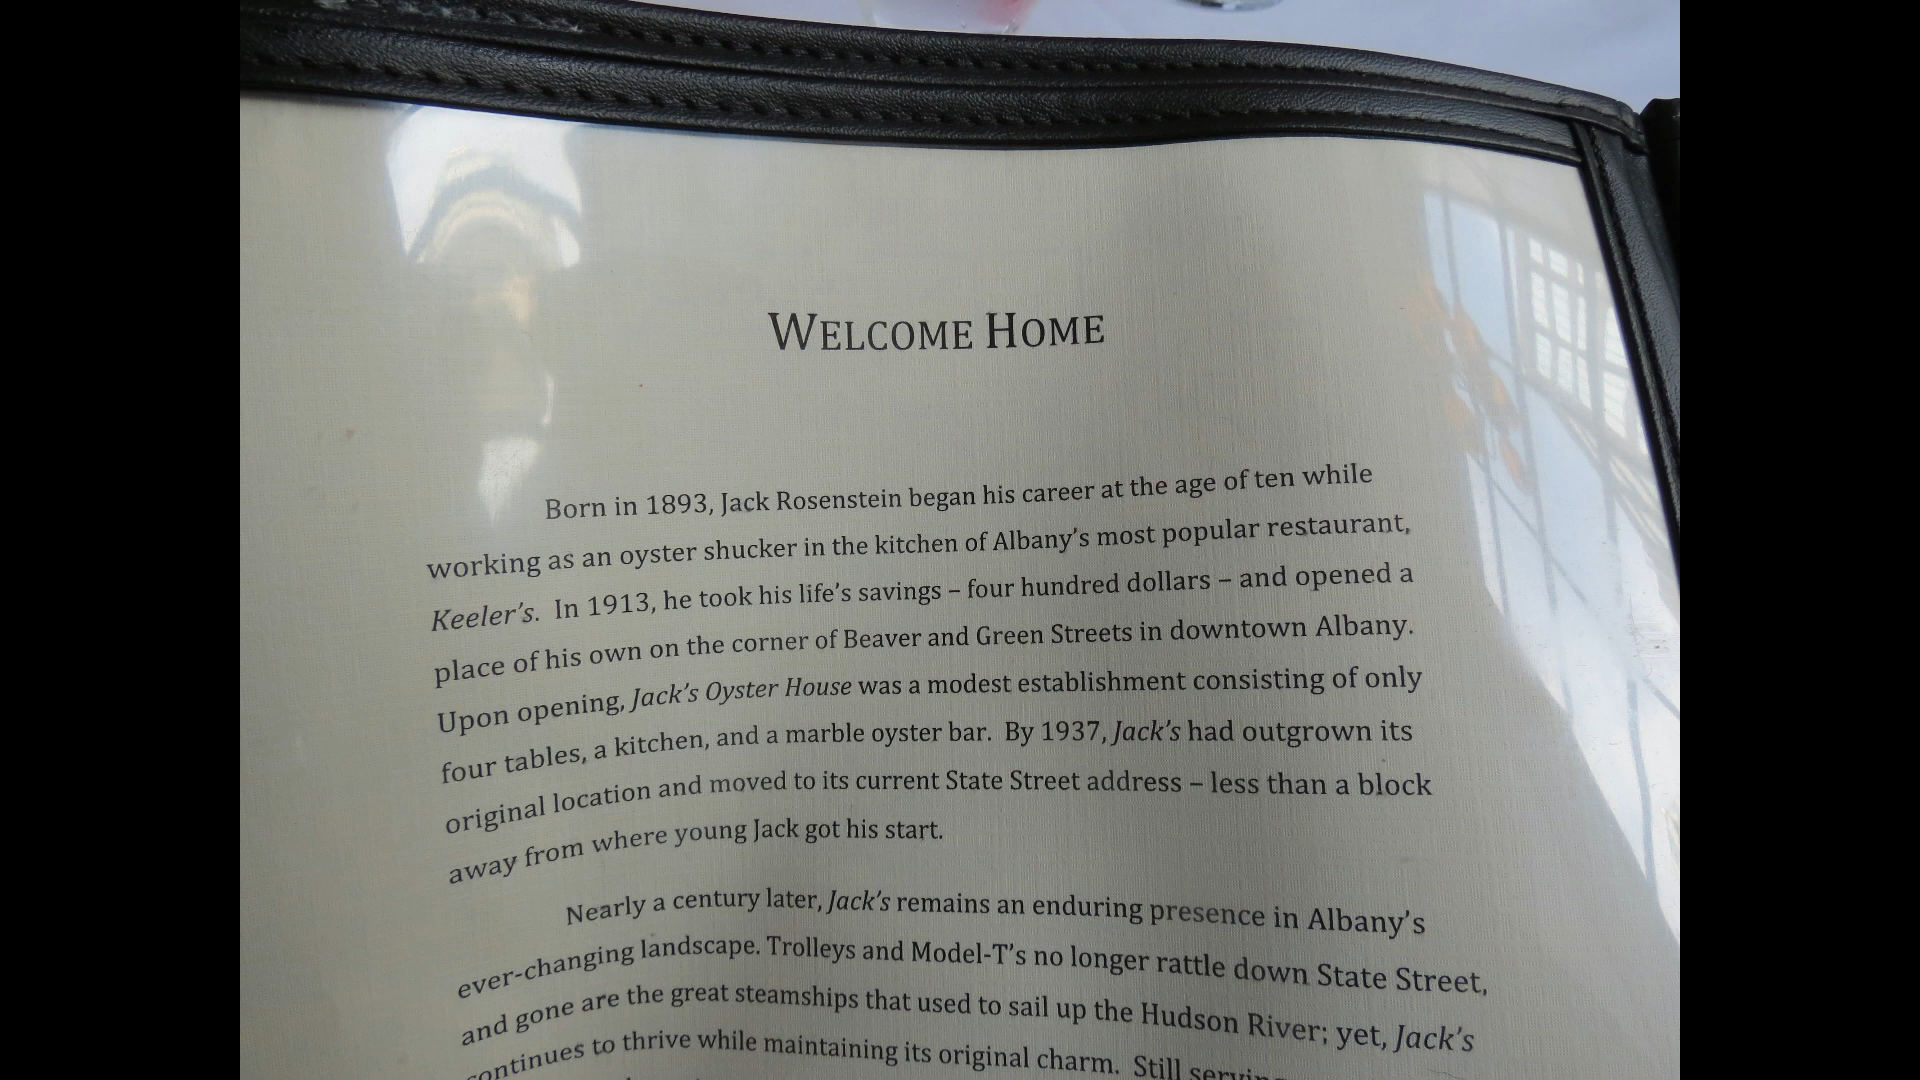 WELCOME HOME
Born in 1893, Jack Rosenstein began his career at the age of ten while
working as an oyster shucker in the kitchen of Albany's most popular restaurant,
Keeler's. In 1913, he took his life's savings – four hundred dollars – and opened a
place of his own on the corner of Beaver and Green Streets in downtown Albany.
Upon opening, Jack's Oyster House was a modest establishment consisting of only
four tables, a kitchen, and a marble oyster bar. By 1937, Jack's had outgrown its
original location and moved to its current State Street address – less than a block
away from where young Jack got his start.
Nearly a century later, Jack's remains an enduring presence in Albany's
ever-changing landscape. Trolleys and Model-T's no longer rattle down State Street,
and gone are the great steamships that used to sail up the Hudson River; yet, Jack's
continues to thrive while maintaining its original charm. Still